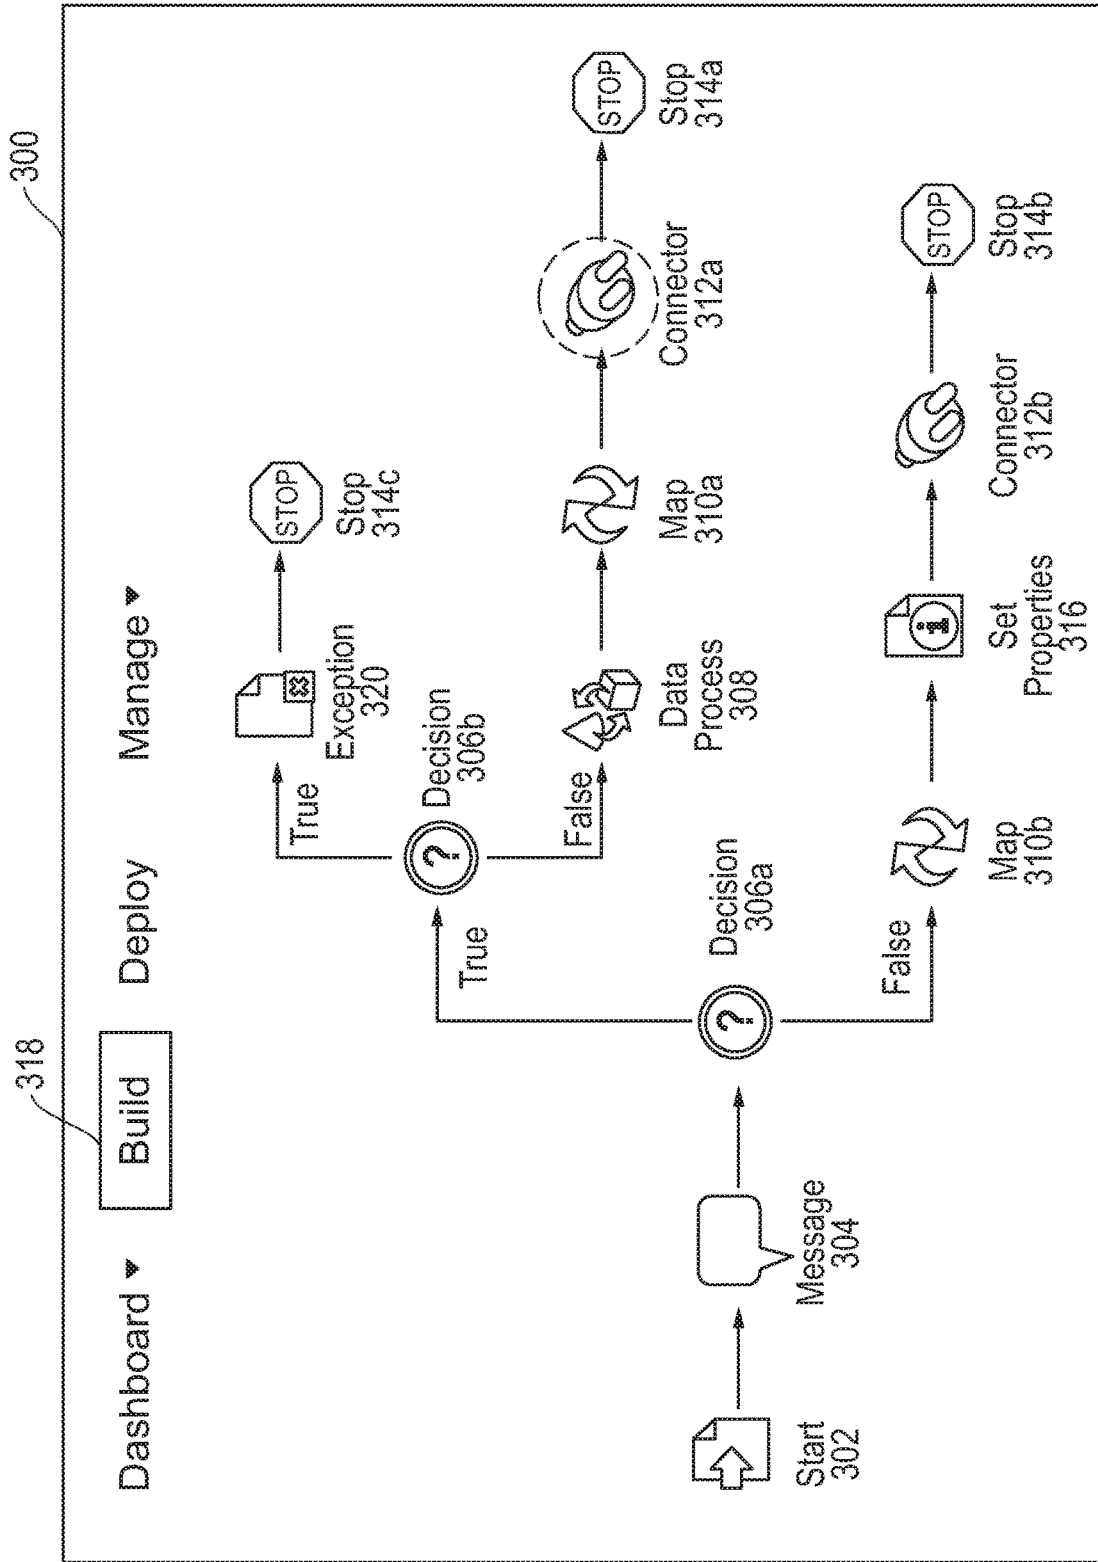 300
318
Dashboard ▼
Build
Deploy
Manage ▼
True
Exception
320
STOP
Stop
314c
?
Decision
306b
True
False
Data
Process
308
Map
310a
Connector
312a
STOP
Stop
314a
Start
302
Message
304
?
Decision
306a
False
Map
310b
i
Set
Properties
316
Connector
312b
STOP
Stop
314b